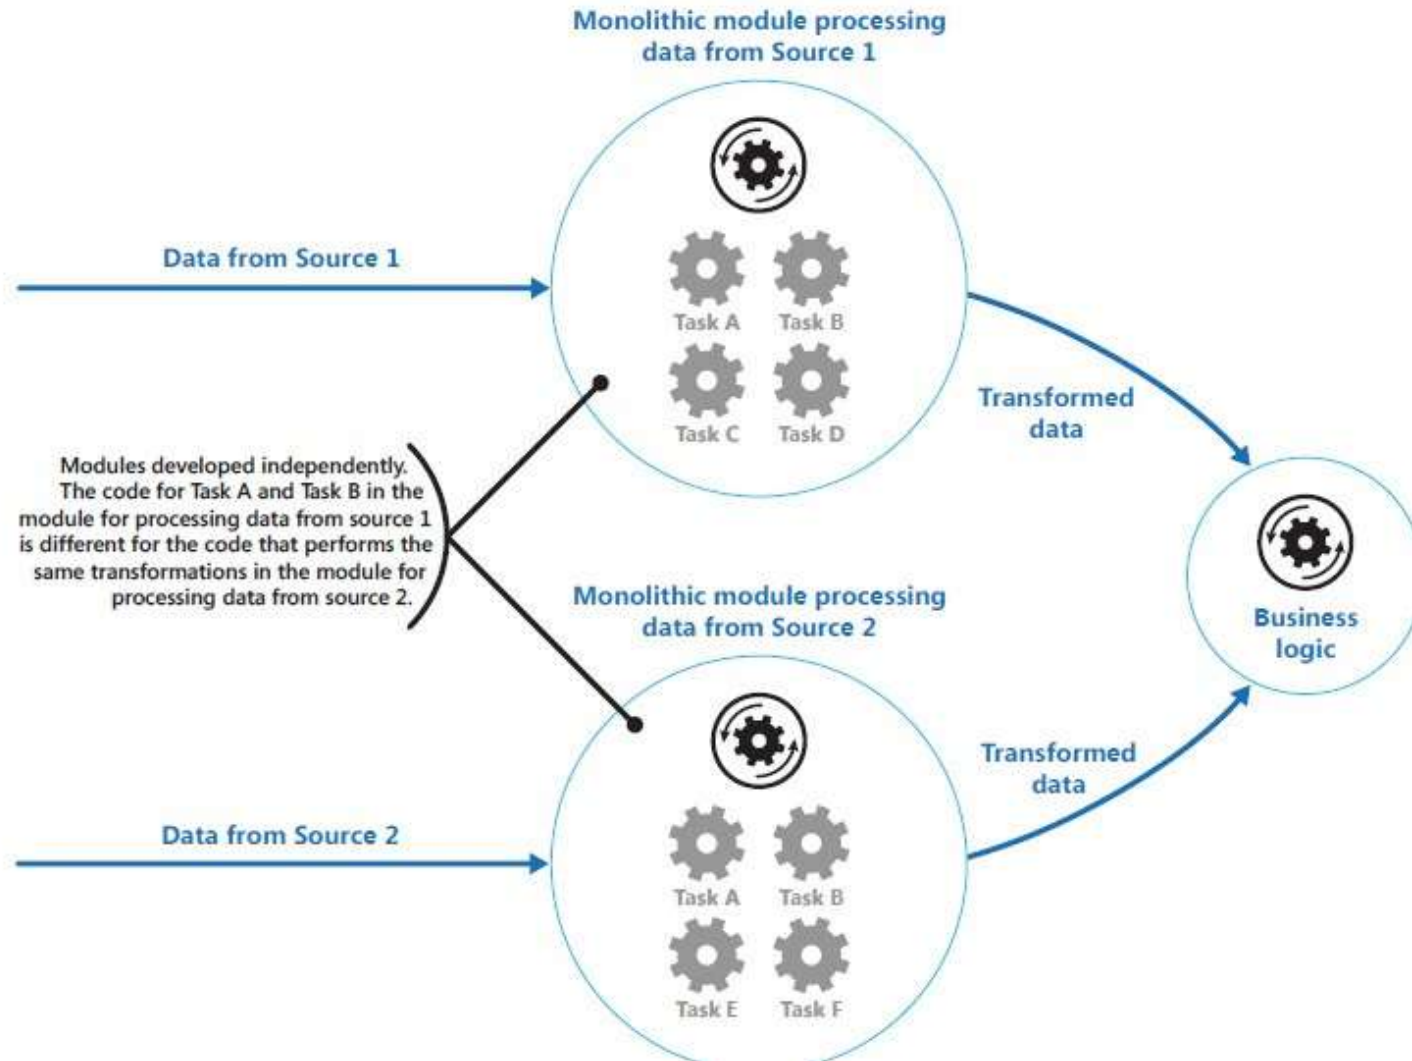 Monolithic module processing
data from Source 1
Data from Source 1
Task A Task B
Task C Task D
Transformed
data
Modules developed independently.
The code for Task A and Task B in the
module for processing data from source 1
is different for the code that performs the
same transformations in the module for
processing data from source 2.
Business
logic
Monolithic module processing
data from Source 2
Data from Source 2
Task A Task B
Task E Task F
Transformed
data